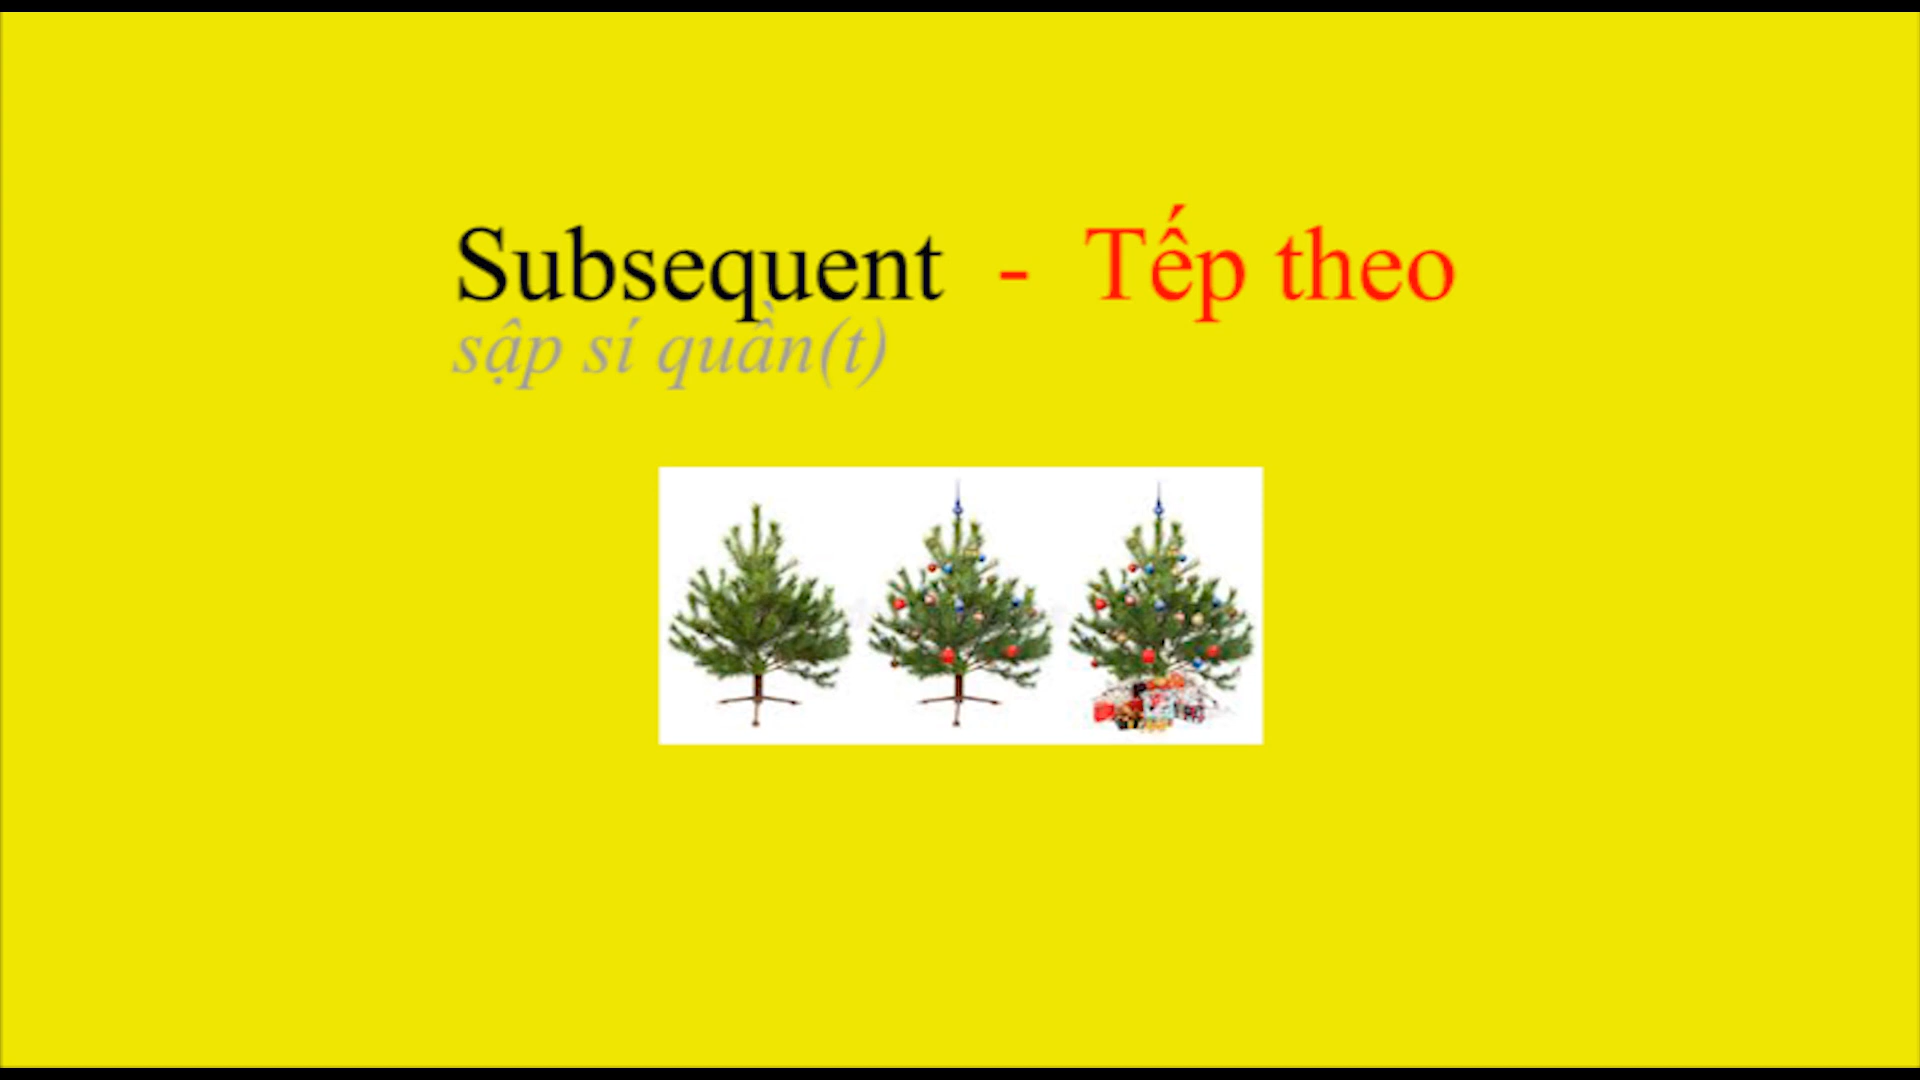 Subsequent - Tếp theo
sập sí quần(t)